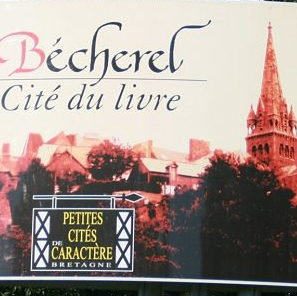 Bécherel
Cité du livre
PETITES
CITÉS
DE
CARACTÈRE
BRETAGNE